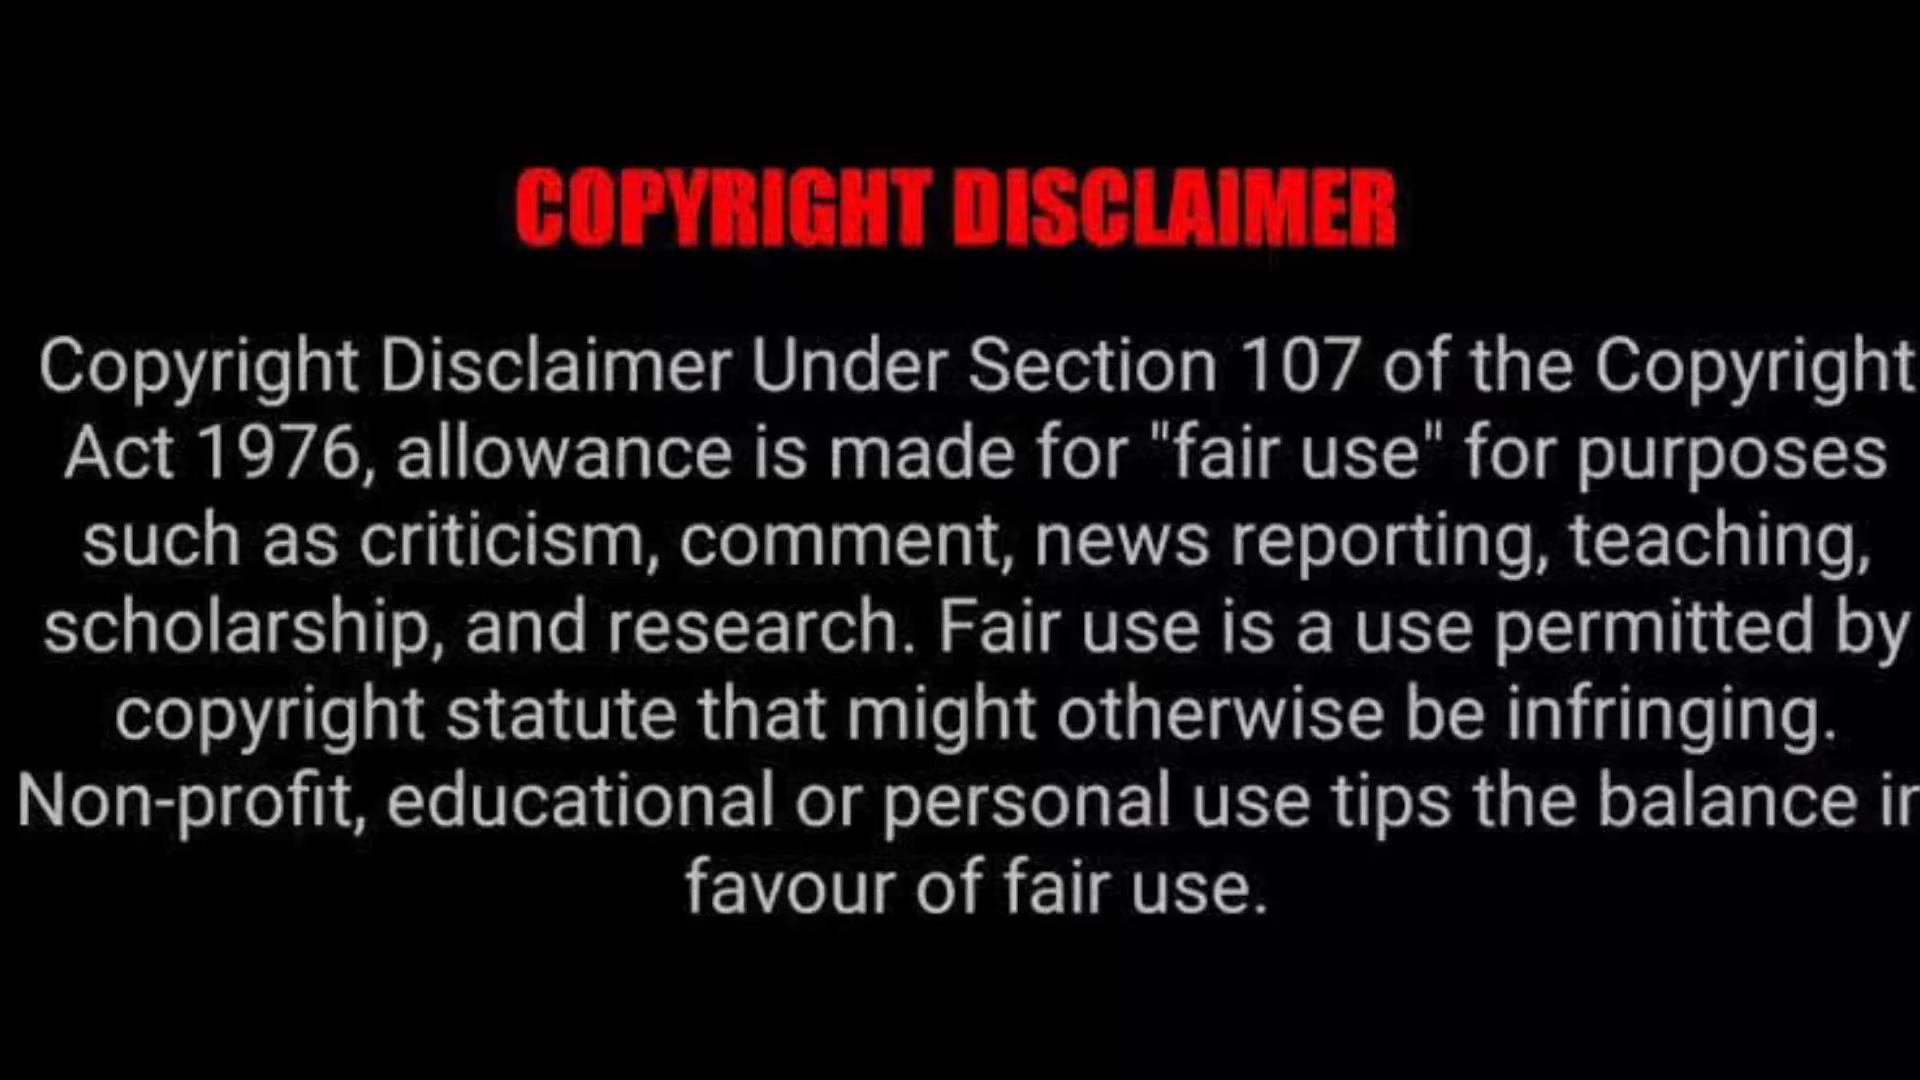 COPYRIGHT DISCLAIMER
Copyright Disclaimer Under Section 107 of the Copyright
Act 1976, allowance is made for "fair use" for purposes
such as criticism, comment, news reporting, teaching,
scholarship, and research. Fair use is a use permitted by
copyright statute that might otherwise be infringing.
Non-profit, educational or personal use tips the balance in
favour of fair use.